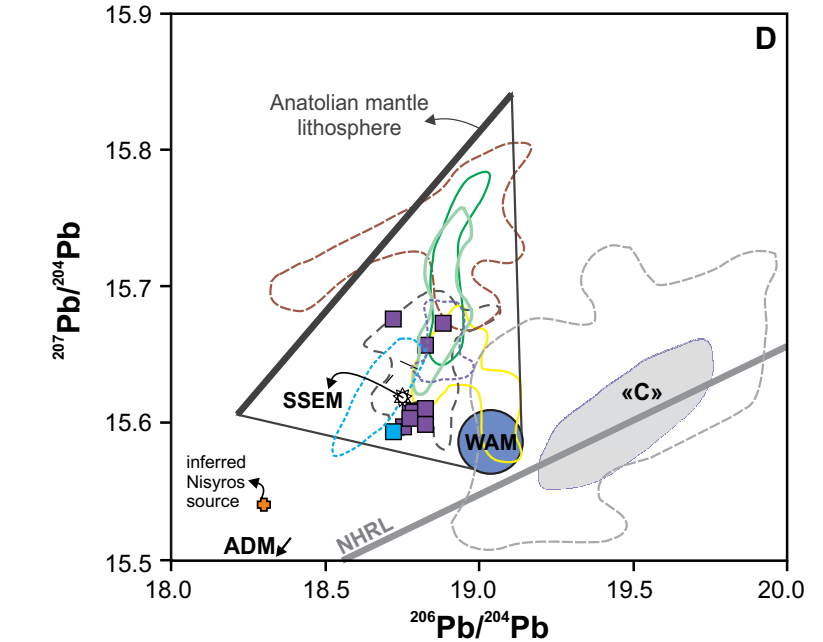 15.9
D
Anatolian mantle
lithosphere
15.8
207Pb/204Pb
15.7
SSEM
«C»
15.6
WAM
inferred
Nisyros
source
ADM
NHRL
15.5
18.0 18.5 19.0 19.5 20.0
206Pb/204Pb